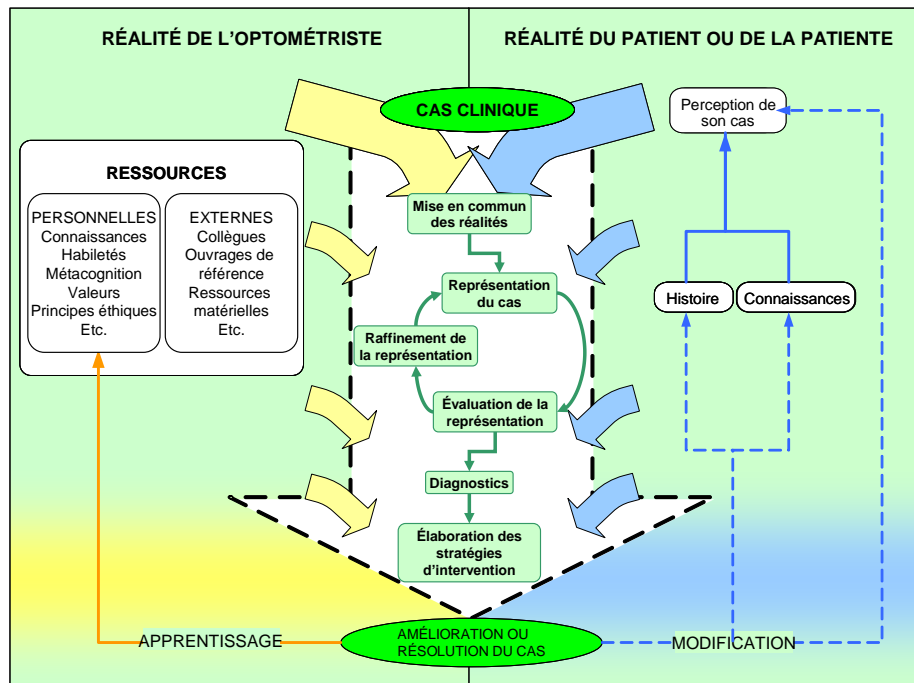 RÉALITÉ DE L'OPTOMÉTRISTE
RÉALITÉ DU PATIENT OU DE LA PATIENTE
CAS CLINIQUE
Perception de
son cas
RESSOURCES
PERSONNELLES
Connaissances
Habiletés
Métacognition
Valeurs
Principes éthiques
Etc.
EXTERNES
Collègues
Ouvrages de
référence
Ressources
matérielles
Etc.
Mise en commun
des réalités
Représentation
du cas
Raffinement de
la représentation
Évaluation de la
représentation
Diagnostics
Élaboration des
stratégies
d'intervention
Histoire
Connaissances
APPRENTISSAGE
AMÉLIORATION OU
RÉSOLUTION DU CAS
MODIFICATION